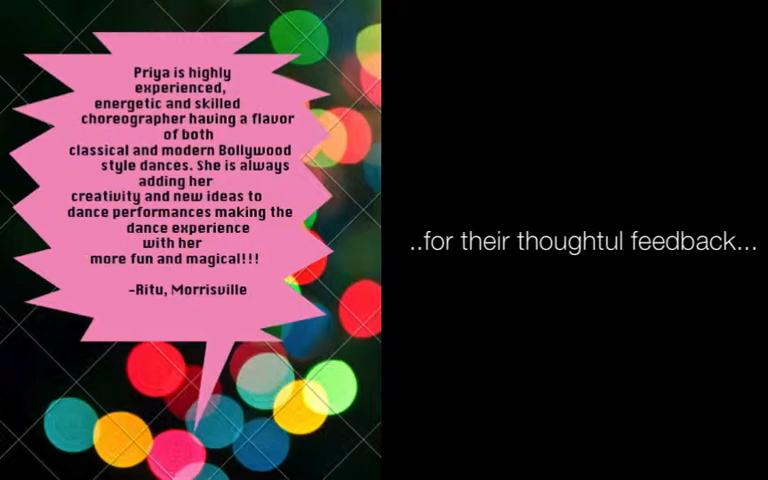 Priya is highly
experienced,
energetic and skilled
choreographer having a flavor
of both
classical and modern Bollywood
style dances. She is always
adding her
creativity and new ideas to
dance performances making the
dance experience
with her
more fun and magical!!!
-Ritu, Morrisville
..for their thoughtul feedback...